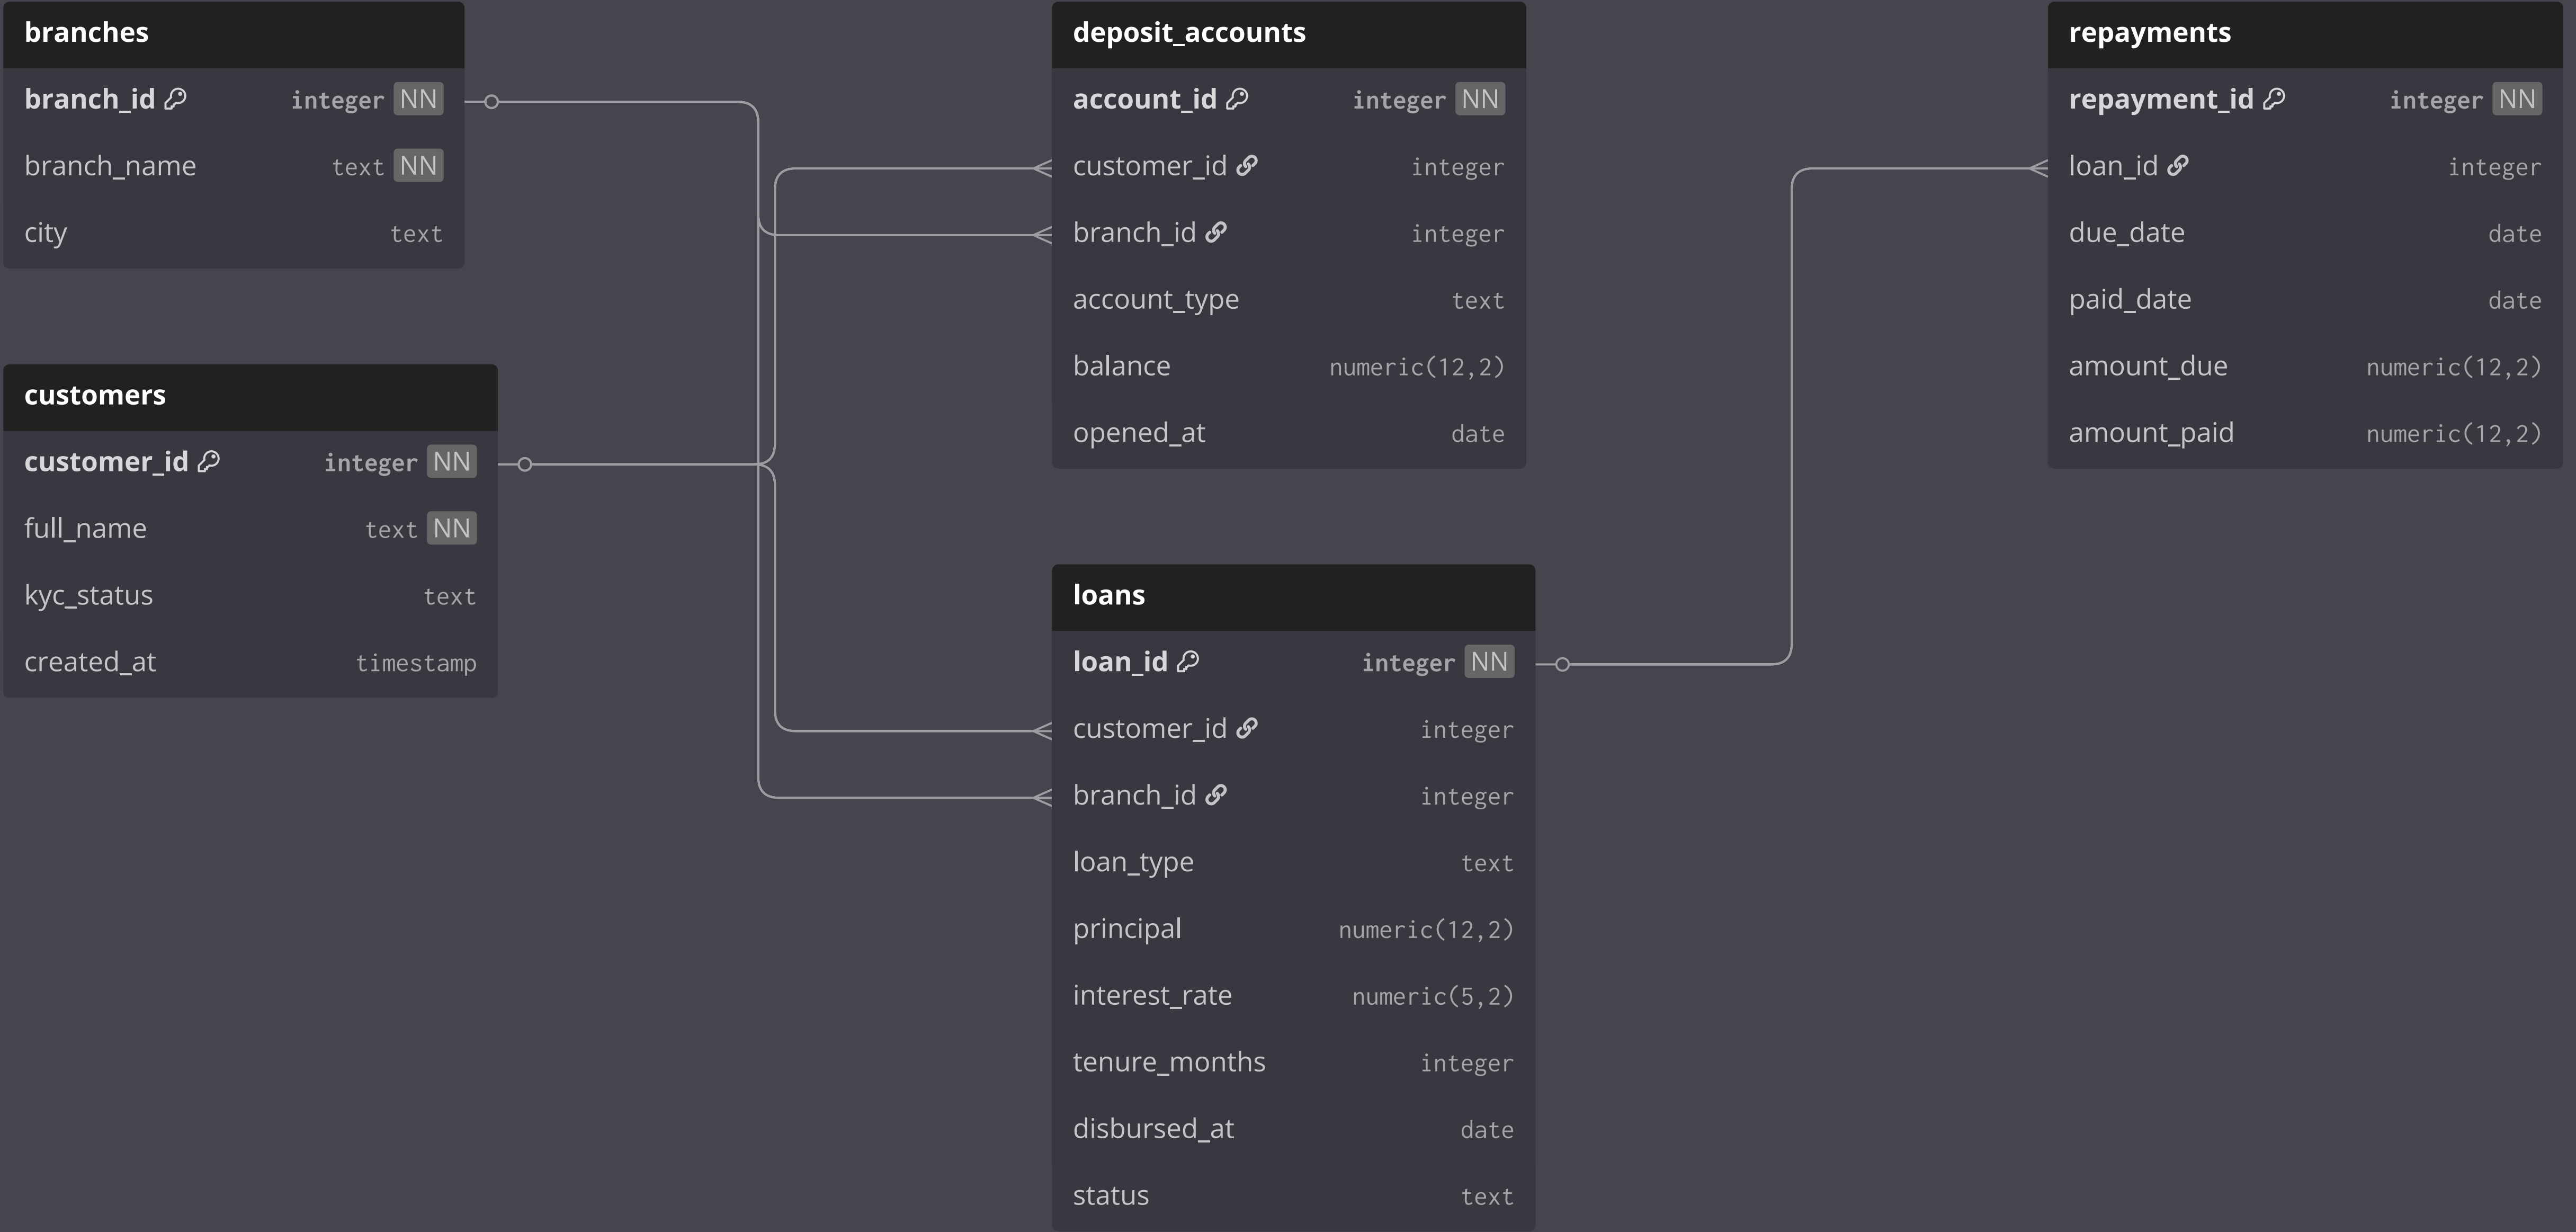 branches
branch_id integer NN
branch_name text NN
city text
customers
customer_id integer NN
full_name text NN
kyc_status text
created_at timestamp
deposit_accounts
account_id integer NN
customer_id integer
branch_id integer
account_type text
balance numeric(12,2)
opened_at date
loans
loan_id integer NN
customer_id integer
branch_id integer
loan_type text
principal numeric(12,2)
interest_rate numeric(5,2)
tenure_months integer
disbursed_at date
status text
repayments
repayment_id integer NN
loan_id integer
due_date date
paid_date date
amount_due numeric(12,2)
amount_paid numeric(12,2)